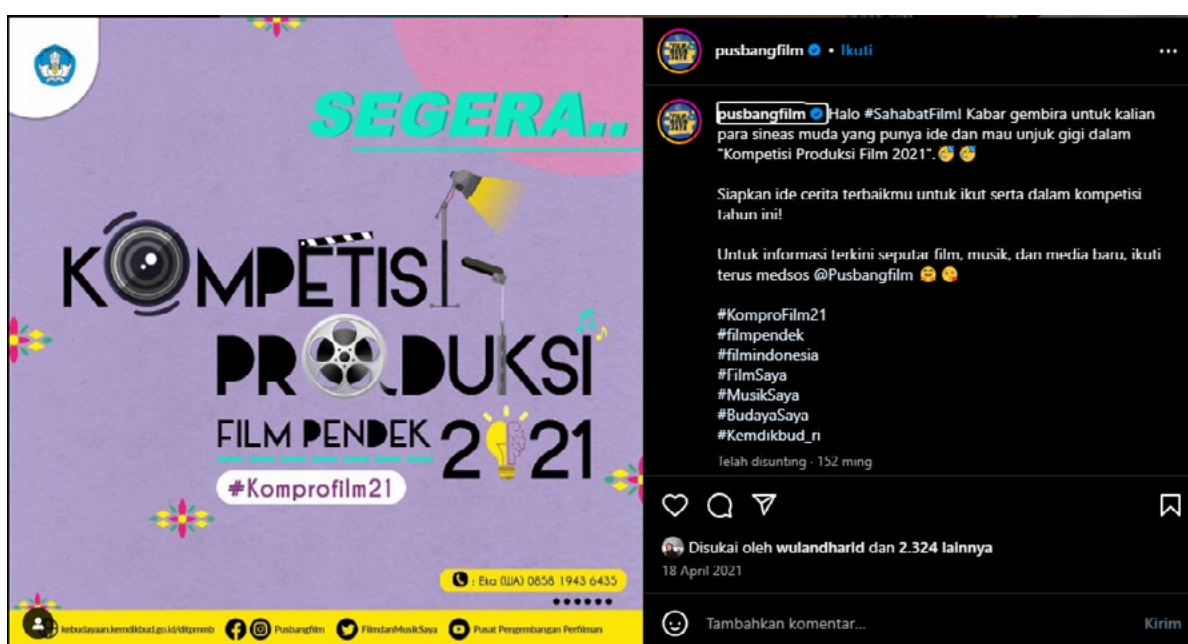 SEGERA..
KOMPETISI
PRODUKSI
FILM PENDEK 2021
#Komprofilm21
: Eka (WA) 0858 1943 6435
kebudayaan.kemdikbud.go.id/ditpmmb Pusbangfilm FilmdanMusikSaya Pusat Pengembangan Perfilman
pusbangfilm • Ikuti
pusbangfilm Halo #SahabatFilm! Kabar gembira untuk kalian
para sineas muda yang punya ide dan mau unjuk gigi dalam
"Kompetisi Produksi Film 2021".🥳🥳
Siapkan ide cerita terbaikmu untuk ikut serta dalam kompetisi
tahun ini!
Untuk informasi terkini seputar film, musik, dan media baru, ikuti
terus medsos @Pusbangfilm 🤗😘
#KomproFilm21
#filmpendek
#filmindonesia
#FilmSaya
#MusikSaya
#BudayaSaya
#Kemdikbud_ri
Telah disunting · 152 ming
Disukai oleh wulandharid dan 2.324 lainnya
18 April 2021
Tambahkan komentar...
Kirim